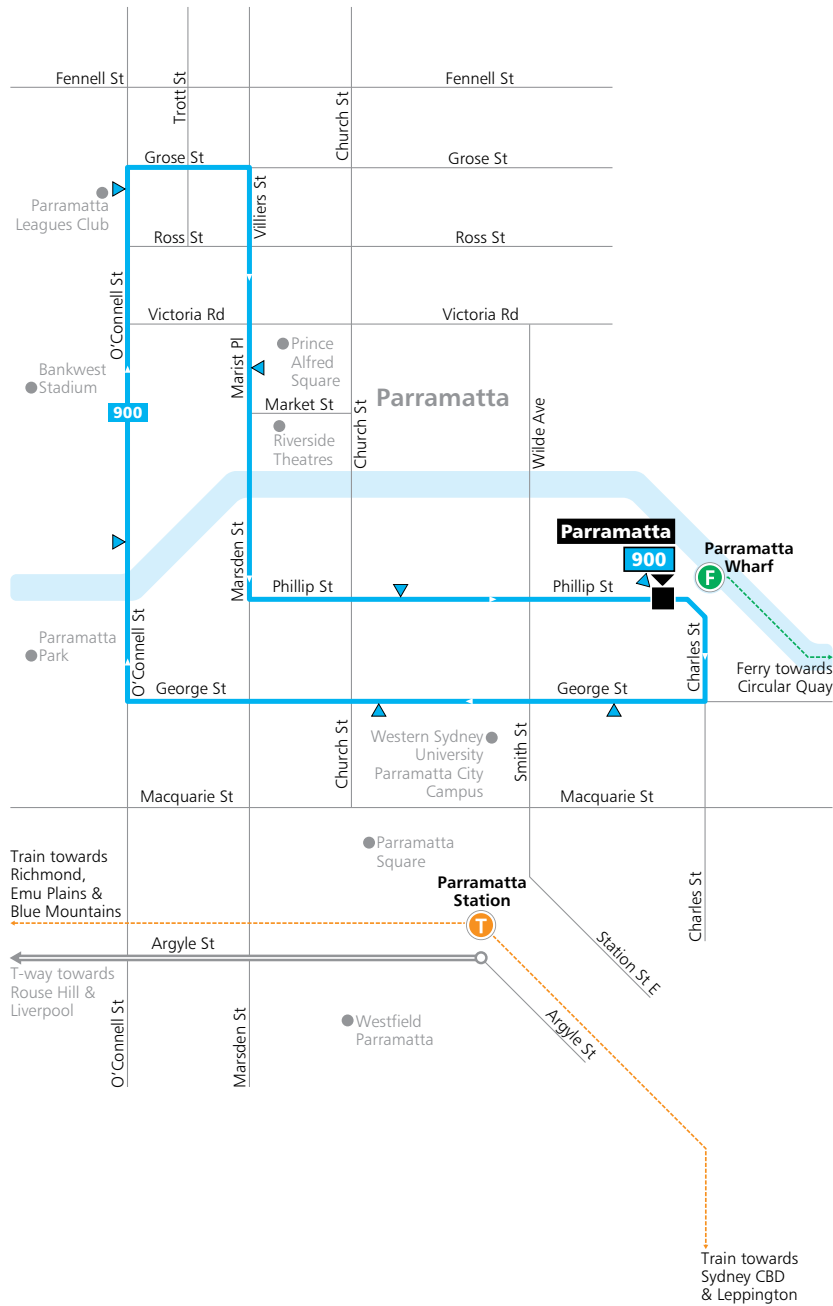 Fennell St
Fennell St
Trott St
Church St
Grose St
Grose St
Parramatta
Leagues Club
Villiers St
Ross St
Ross St
O'Connell St
Victoria Rd
Victoria Rd
Marist Pl
Prince
Alfred
Square
Bankwest
Stadium
Parramatta
Market St
900
Church St
Wilde Ave
Riverside
Theatres
Marsden St
Parramatta
900
Parramatta
Wharf
F
Phillip St
Phillip St
Parramatta
Park
O'Connell St
Charles St
Ferry towards
Circular Quay
George St
George St
Church St
Western Sydney
University
Parramatta City
Campus
Smith St
Macquarie St
Macquarie St
Parramatta
Square
Train towards
Richmond,
Emu Plains &
Blue Mountains
Parramatta
Station
T
Charles St
Argyle St
Station St E
T-way towards
Rouse Hill &
Liverpool
O'Connell St
Marsden St
Westfield
Parramatta
Argyle St
Train towards
Sydney CBD
& Leppington